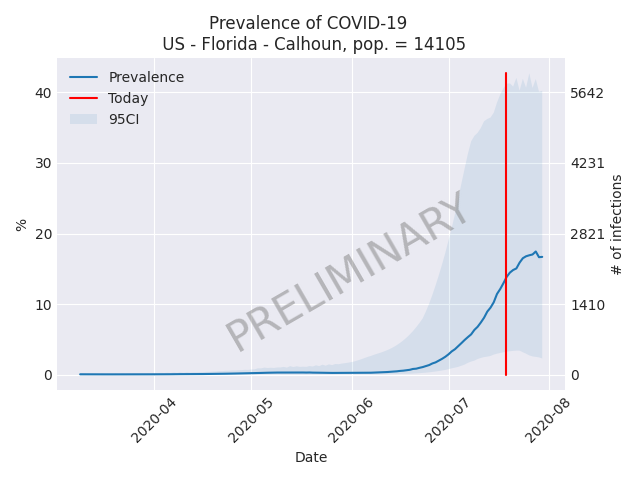 Prevalence of COVID-19
US - Florida - Calhoun, pop. = 14105
Prevalence
Today
95CI
PRELIMINARY
40
30
20
10
0
%
5642
4231
2821
1410
0
# of infections
2020-04
2020-05
2020-06
2020-07
2020-08
Date